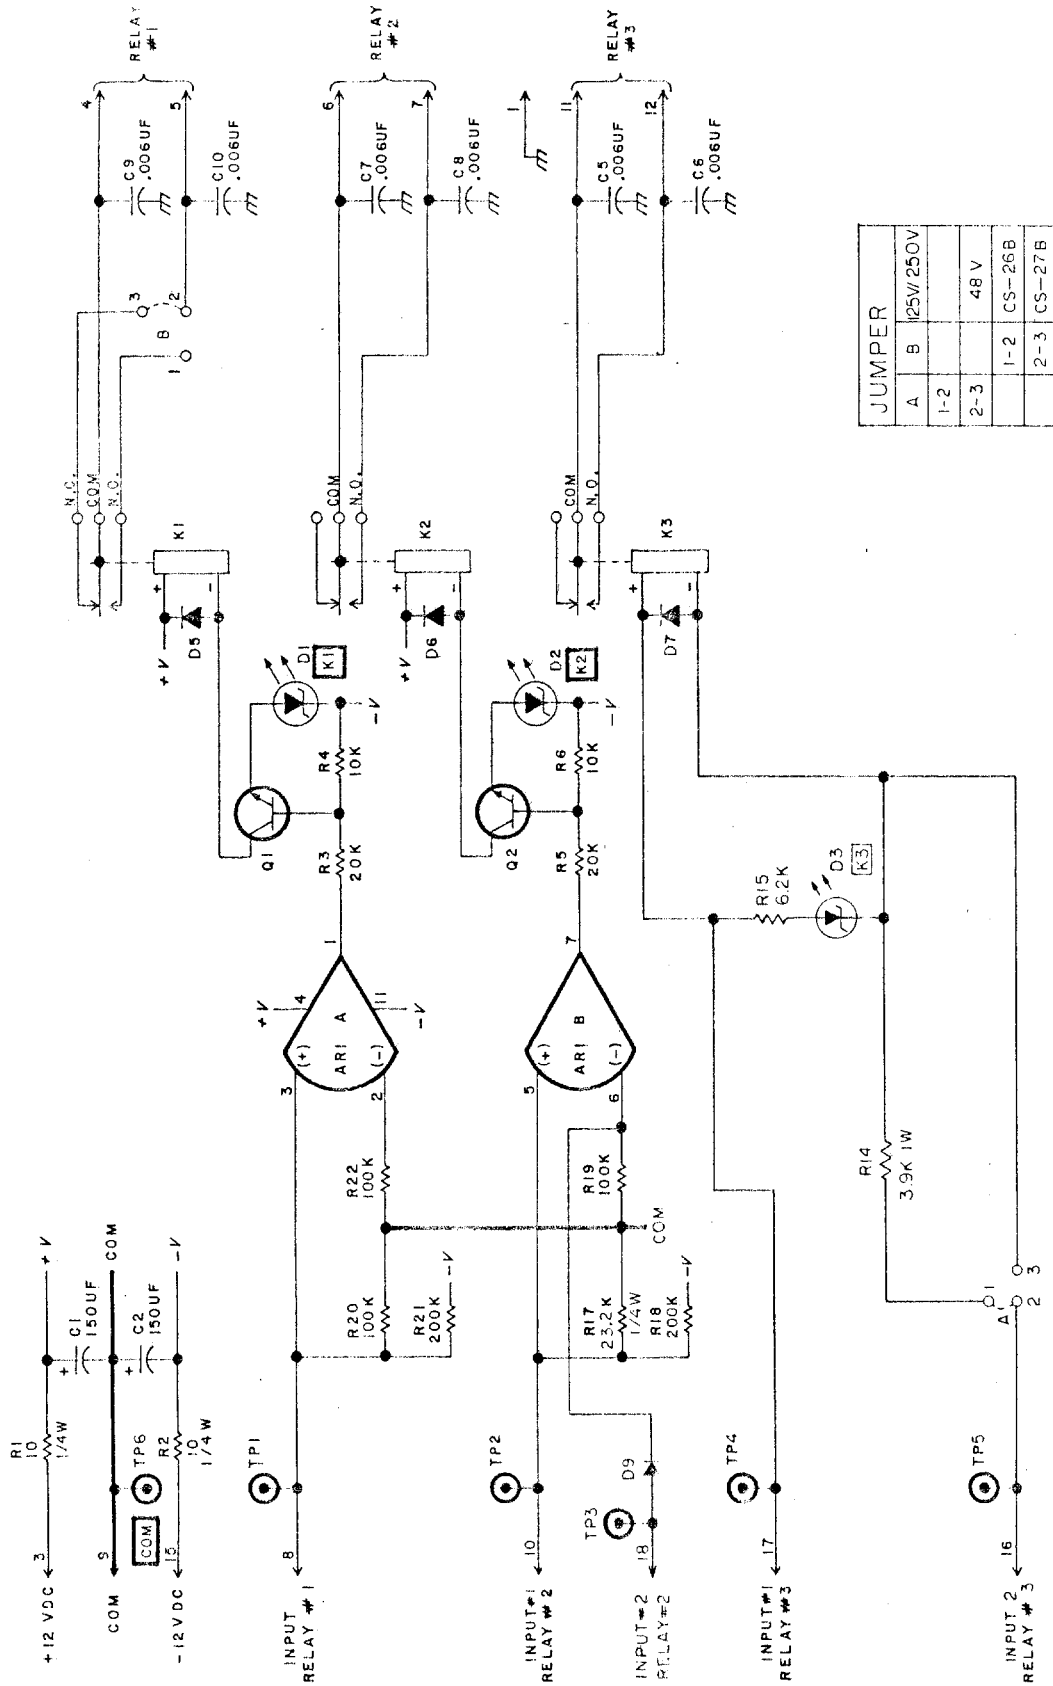 +12 VDC
3
R1
10
1/4W
+V
C1
150UF
+
COM
9
COM
TP6
COM
C2
150UF
+
-12VDC
15
R2
10
1/4W
-V
INPUT
RELAY #1
8
TP1
R20
100K
R21
200K
-V
R22
100K
3
2
(+)
(-)
AR1 A
+V
4
11
-V
1
R3
20K
R4
10K
-V
Q1
D1
K1
+V
D5
+
-
K1
N.C.
COM
N.O.
B
1
2
3
C9
.006UF
C10
.006UF
4
5
RELAY
#1
INPUT#1
RELAY #2
10
TP2
INPUT#2
RELAY#2
18
TP3
D9
R17
23.2K
1/4W
R18
200K
-V
R19
100K
COM
5
6
(+)
(-)
AR1 B
7
R5
20K
R6
10K
-V
Q2
D2
K2
+V
D6
+
-
K2
COM
N.O.
C7
.006UF
C8
.006UF
6
7
RELAY
#2
1
INPUT#1
RELAY#3
17
TP4
INPUT 2
RELAY #3
16
TP5
A
1
2
3
R14
3.9K 1W
R15
6.2K
D3
K3
D7
+
-
K3
COM
N.O.
C5
.006UF
C6
.006UF
11
12
RELAY
#3
JUMPER
A B 125V/250V
1-2
2-3 48V
1-2 CS-26B
2-3 CS-27B